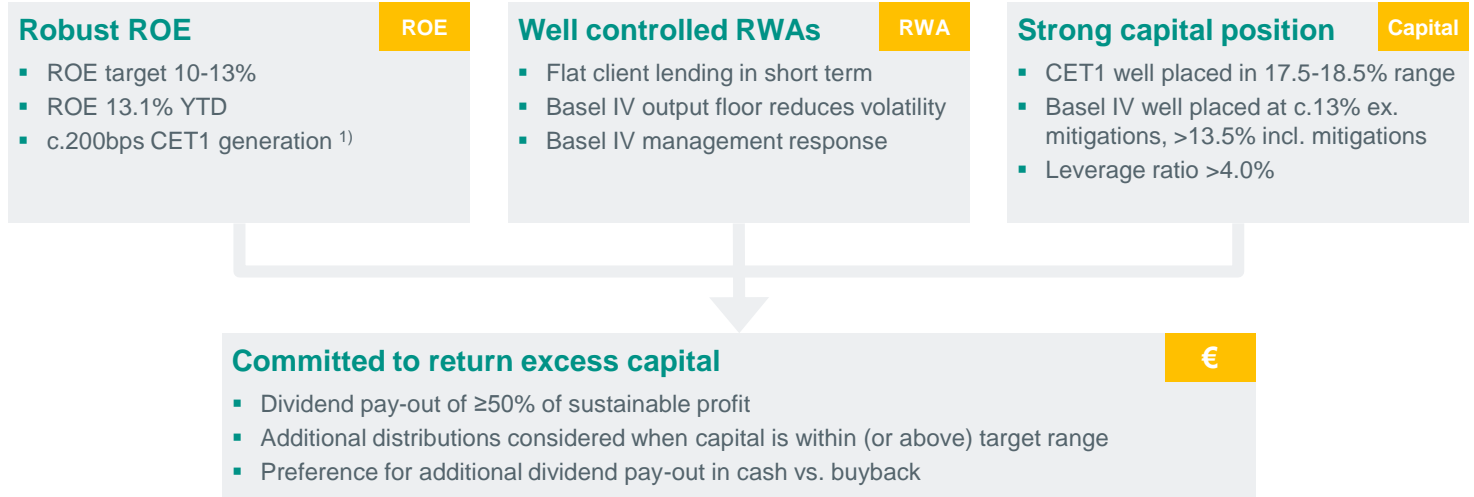 Robust ROE
ROE
▪ ROE target 10-13%
▪ ROE 13.1% YTD
▪ c.200bps CET1 generation 1)
Well controlled RWAs
RWA
▪ Flat client lending in short term
▪ Basel IV output floor reduces volatility
▪ Basel IV management response
Strong capital position
Capital
▪ CET1 well placed in 17.5-18.5% range
▪ Basel IV well placed at c.13% ex.
mitigations, >13.5% incl. mitigations
▪ Leverage ratio >4.0%
Committed to return excess capital
€
▪ Dividend pay-out of ≥50% of sustainable profit
▪ Additional distributions considered when capital is within (or above) target range
▪ Preference for additional dividend pay-out in cash vs. buyback